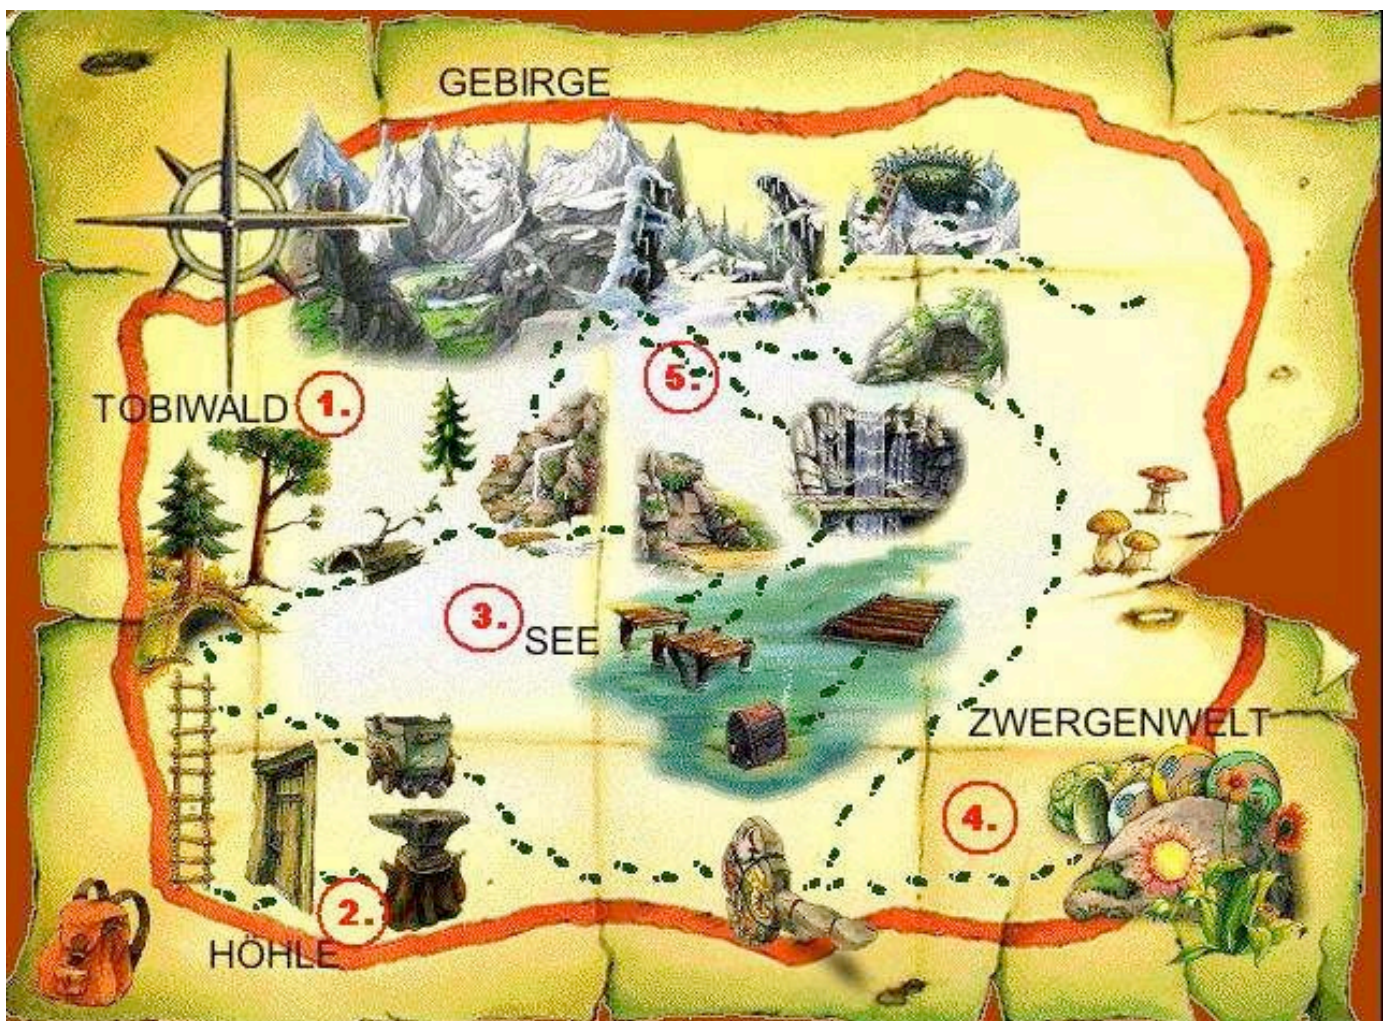 GEBIRGE
TOBIWALD 1.
5.
3. SEE
ZWERGENWELT
4.
2.
HÖHLE